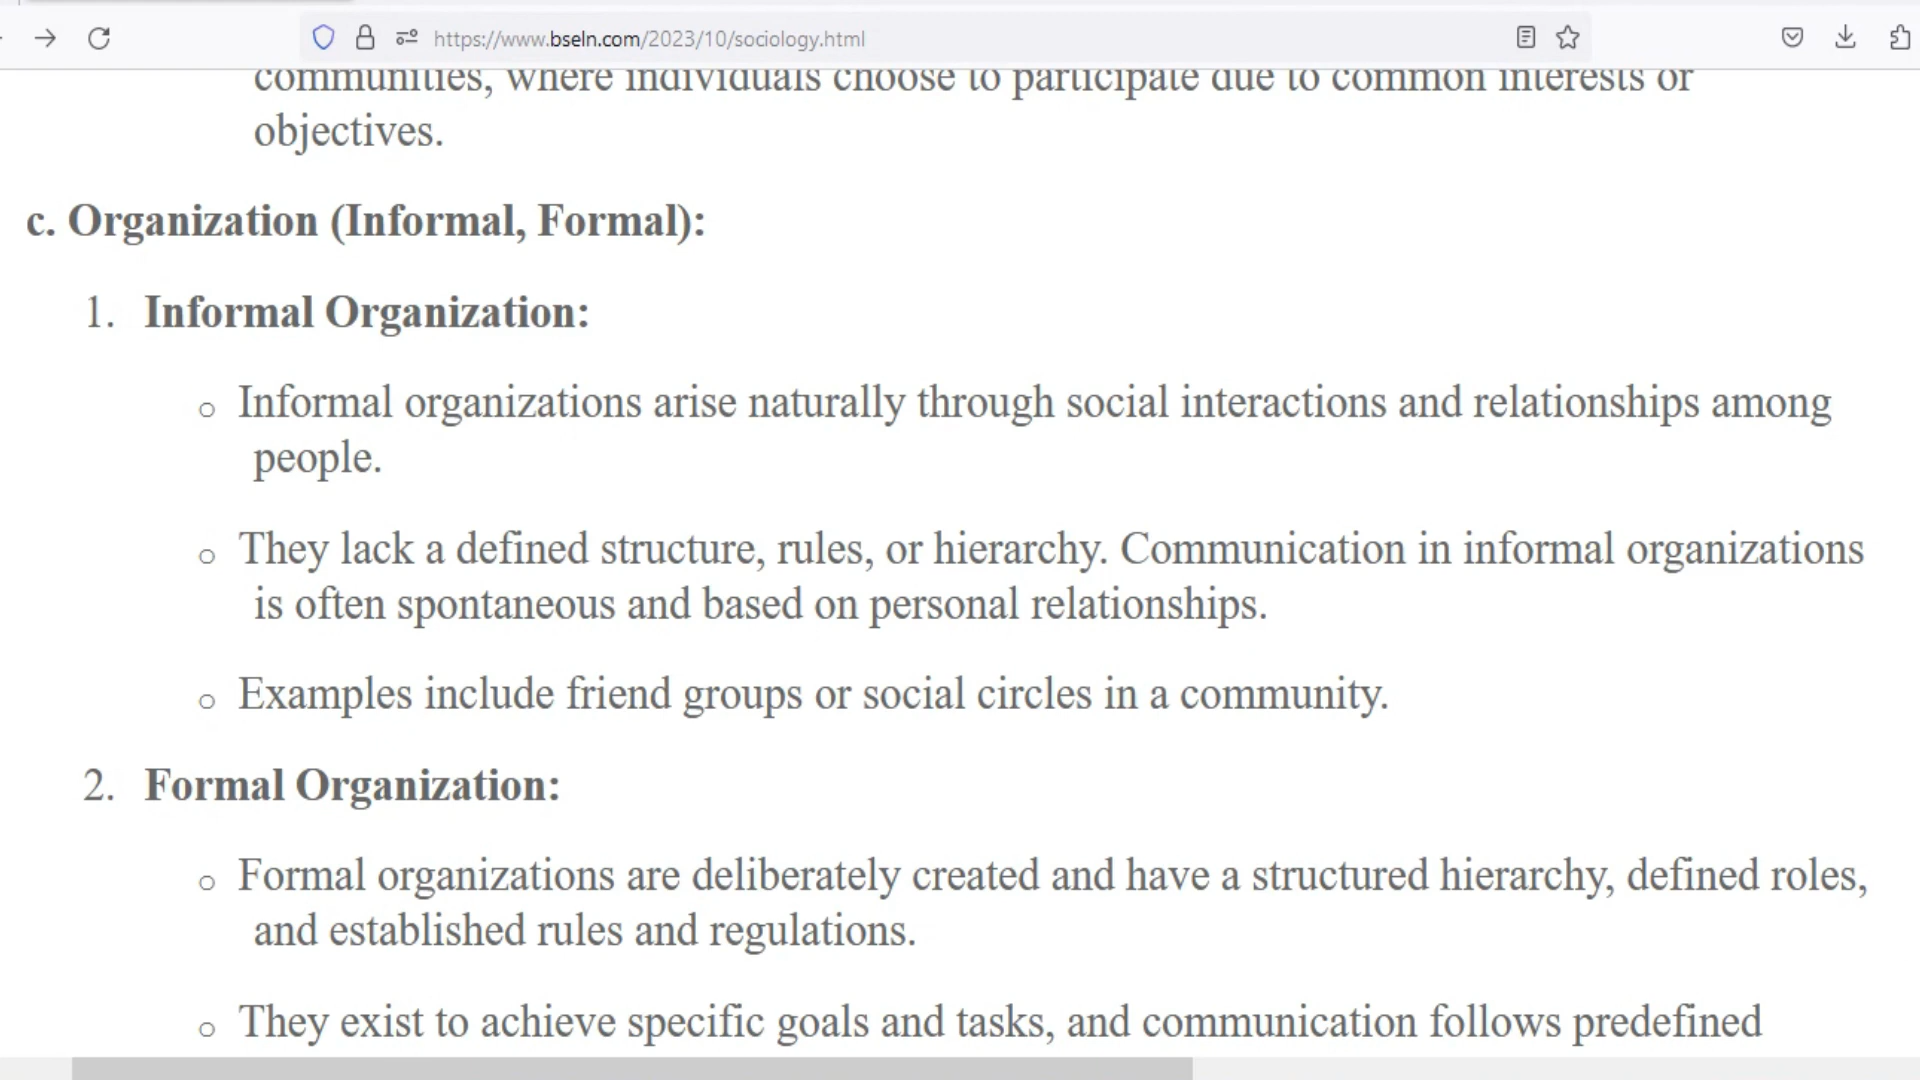 https://www.bseln.com/2023/10/sociology.html
communities, where individuals choose to participate due to common interests or
objectives.
c. Organization (Informal, Formal):
1. Informal Organization:
o Informal organizations arise naturally through social interactions and relationships among
people.
o They lack a defined structure, rules, or hierarchy. Communication in informal organizations
is often spontaneous and based on personal relationships.
o Examples include friend groups or social circles in a community.
2. Formal Organization:
o Formal organizations are deliberately created and have a structured hierarchy, defined roles,
and established rules and regulations.
o They exist to achieve specific goals and tasks, and communication follows predefined